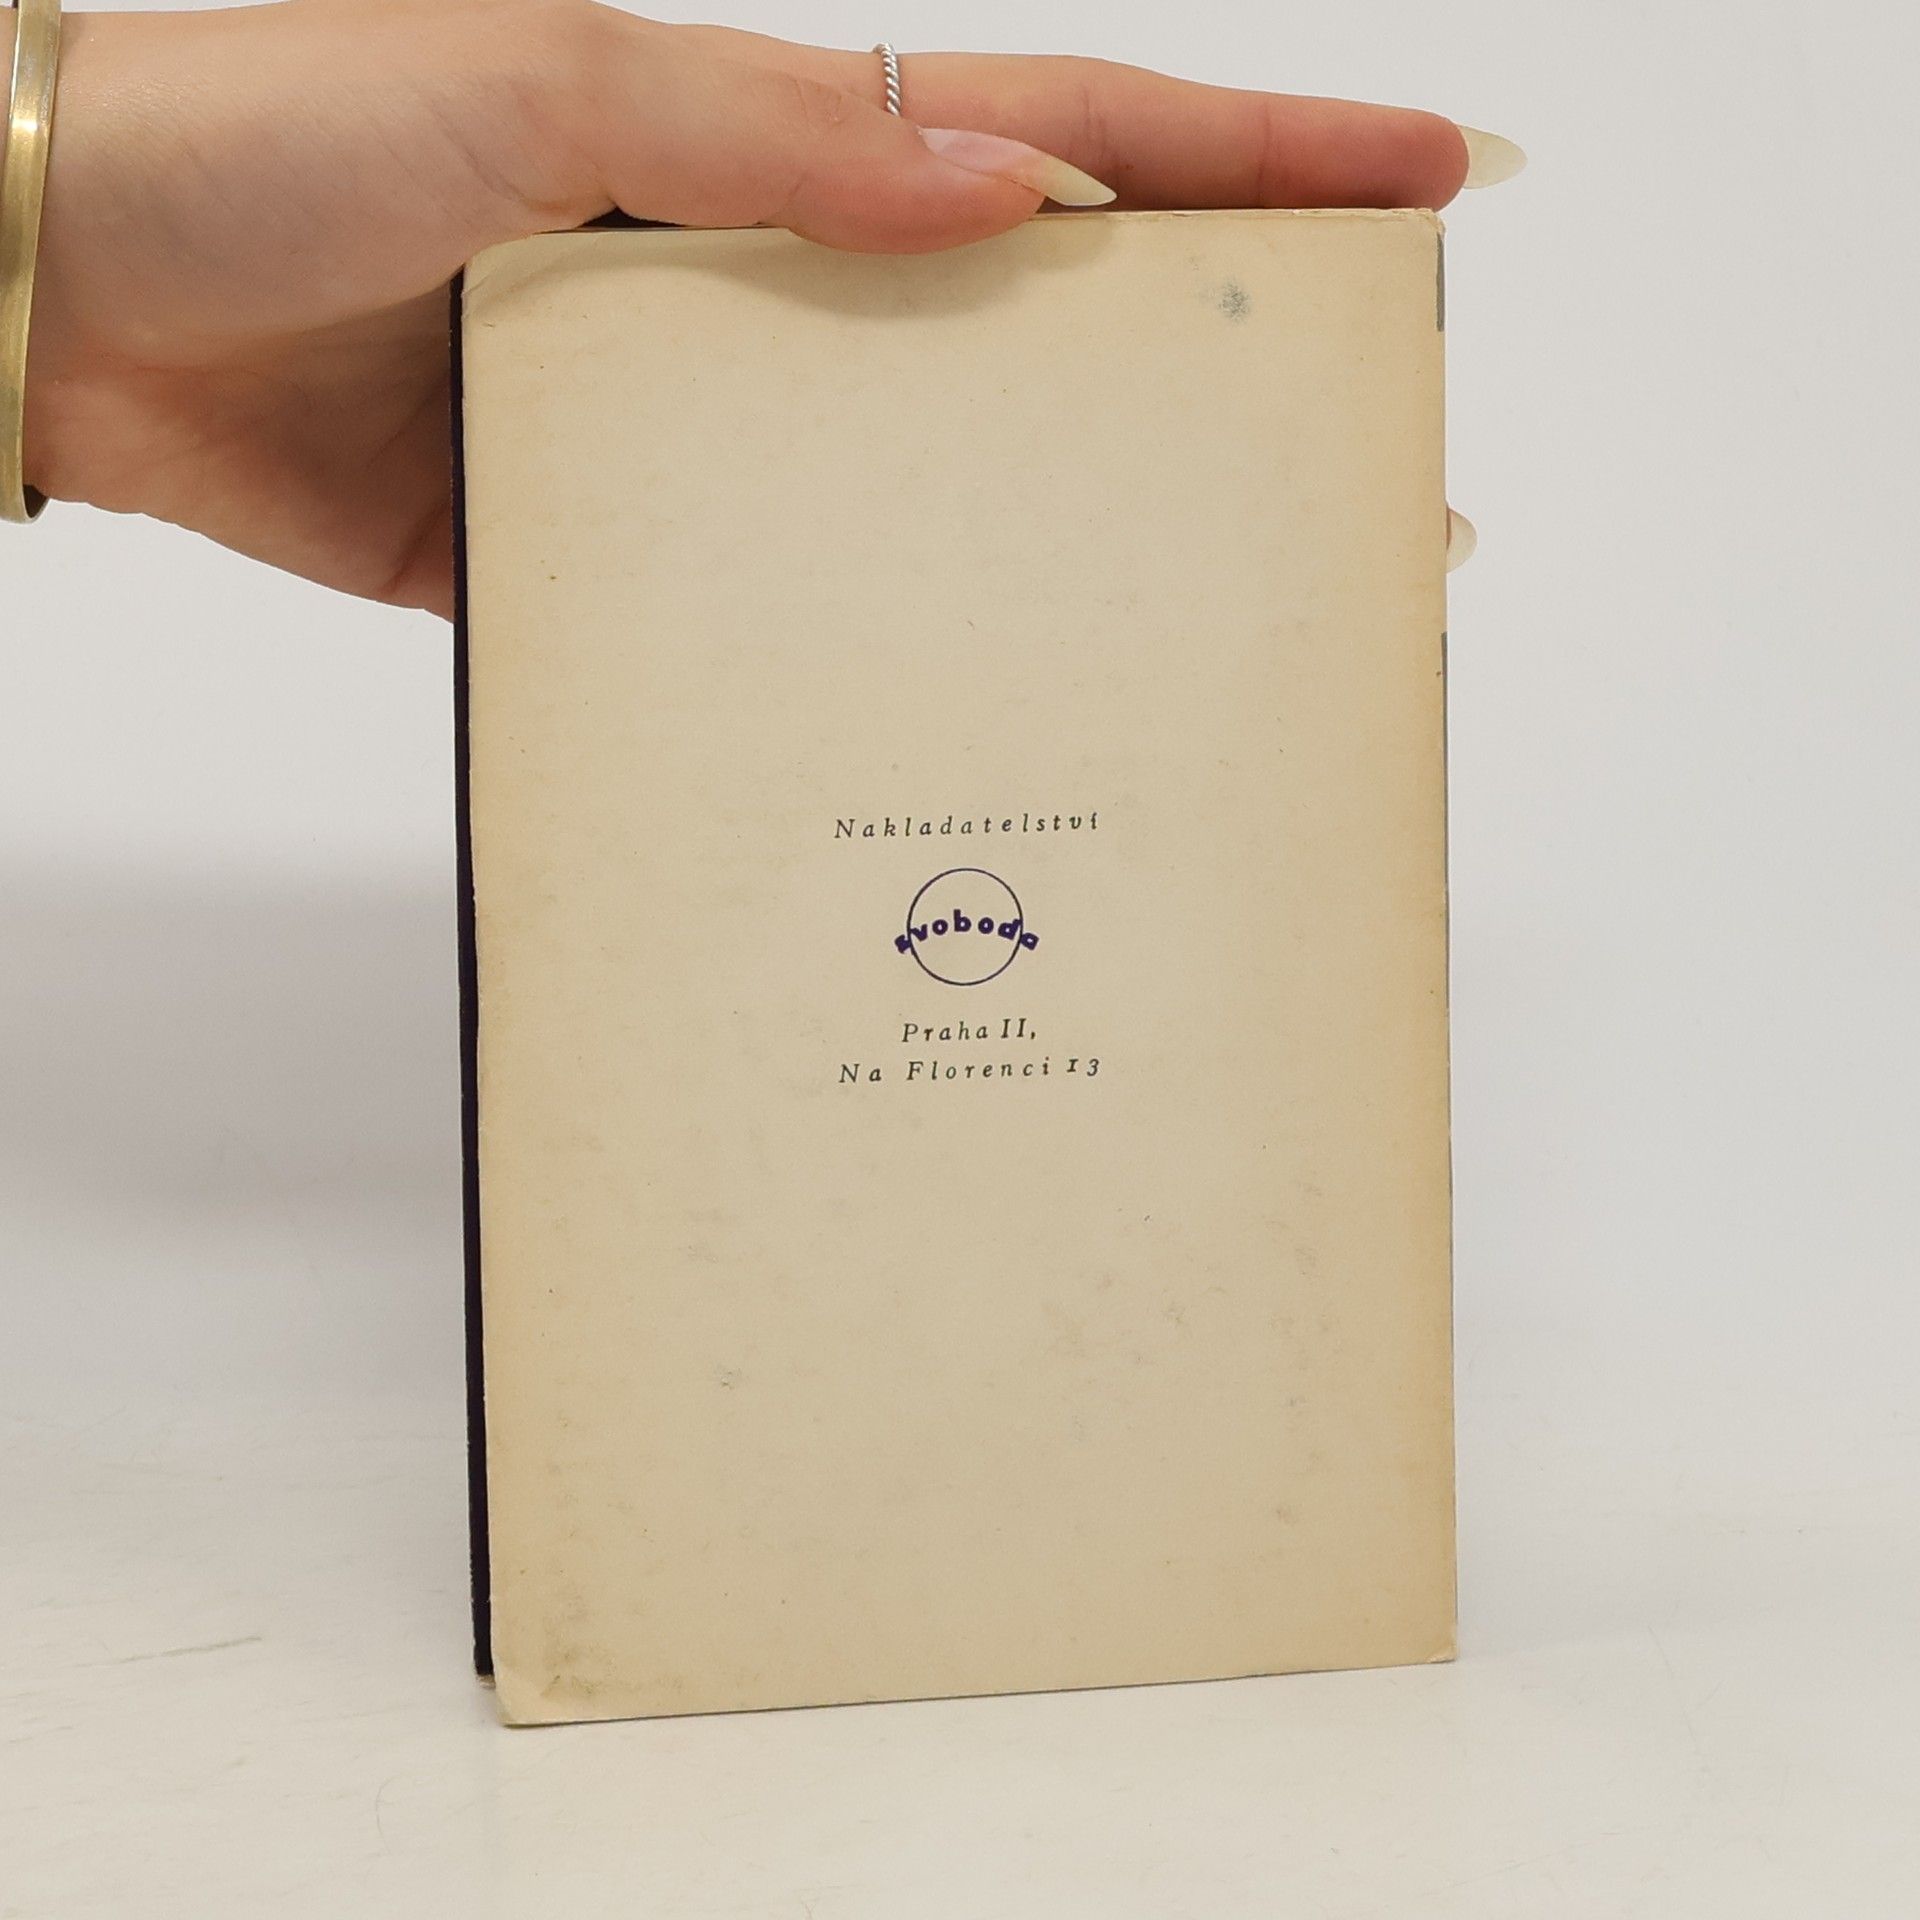 Nakladatelství
svoboda
Praha II,
Na Florenci 13